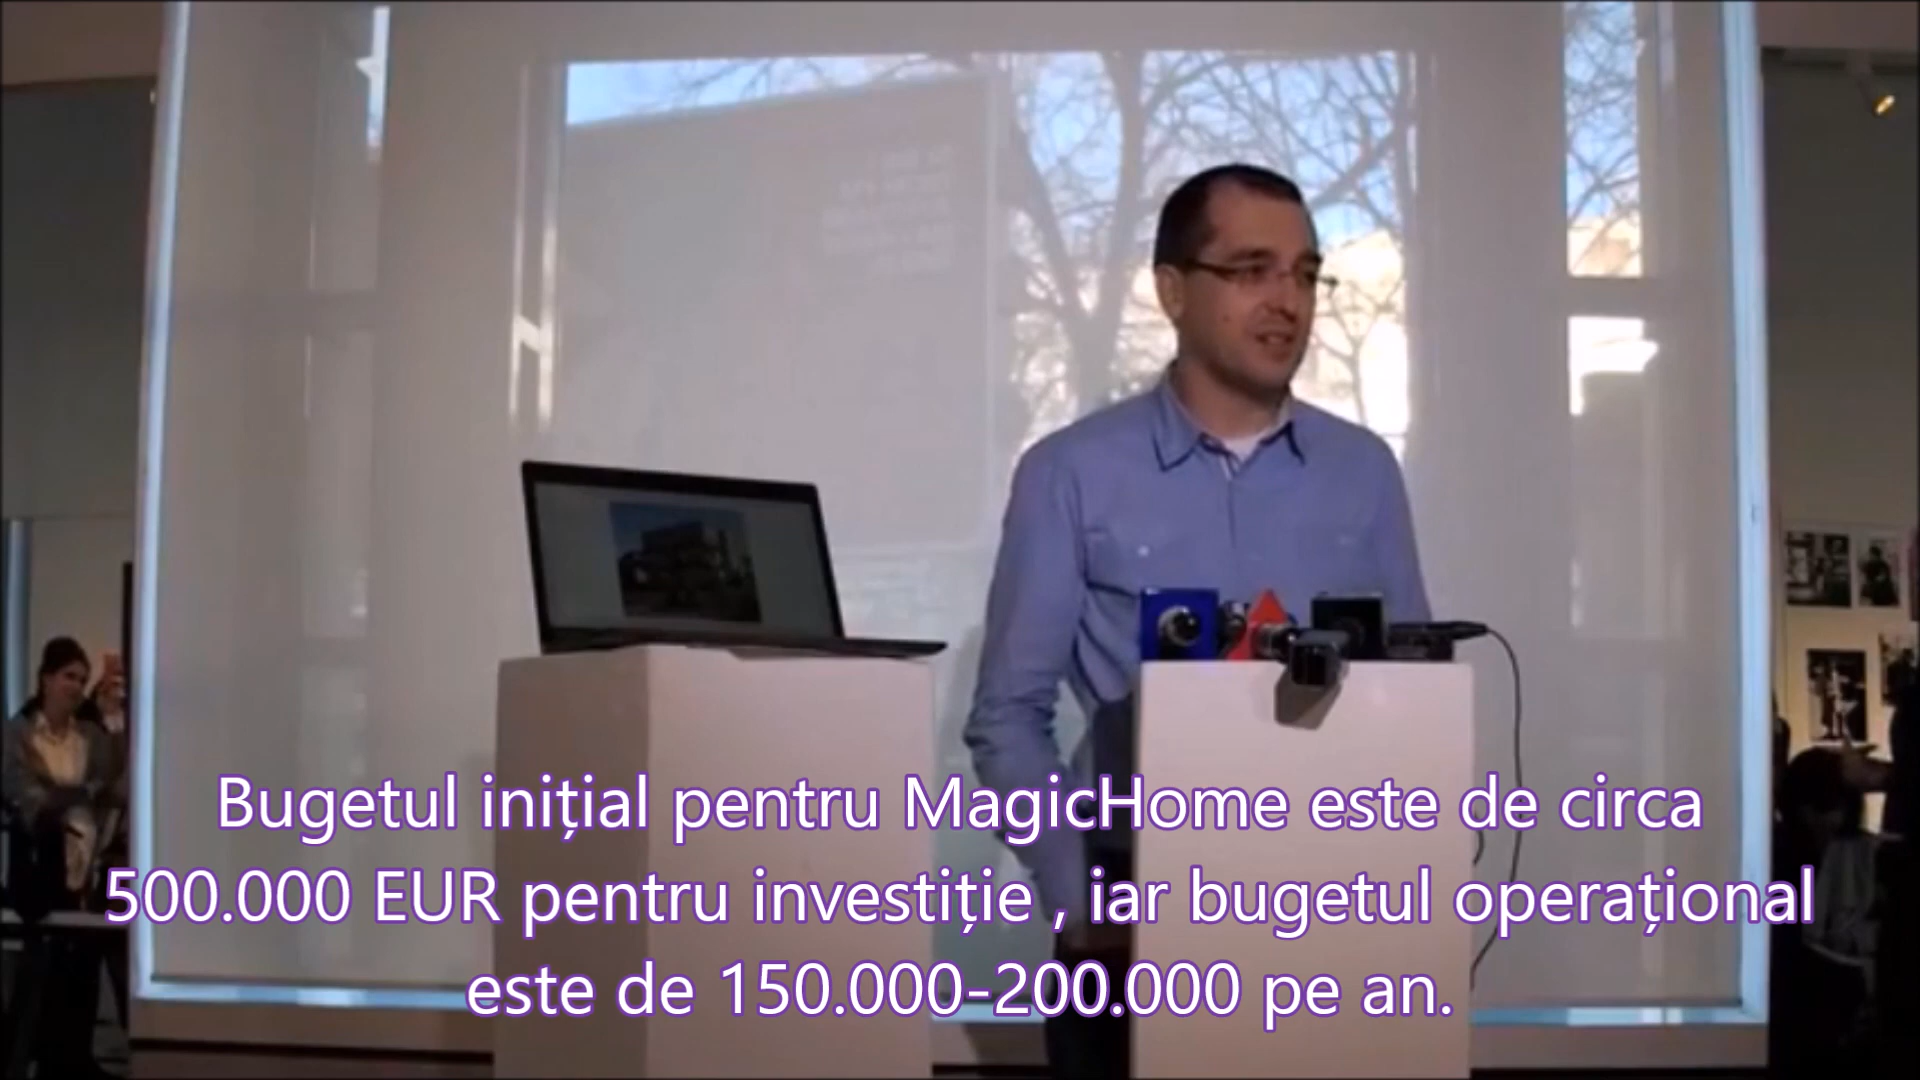 Bugetul inițial pentru MagicHome este de circa
500.000 EUR pentru investiție , iar bugetul operațional
este de 150.000-200.000 pe an.